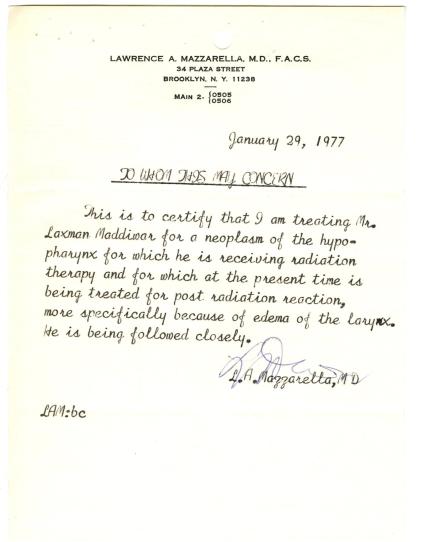 LAWRENCE A. MAZZARELLA, M.D., F.A.C.S.
34 PLAZA STREET
BROOKLYN, N. Y. 11238
MAIN 2- {0505
{0506
January 29, 1977
TO WHOM THIS MAY CONCERN
This is to certify that I am treating Mr.
Laxman Maddiwar for a neoplasm of the hypo-
pharynx for which he is receiving radiation
therapy and for which at the present time is
being treated for post radiation reaction,
more specifically because of edema of the larynx.
He is being followed closely.
L.A.Mazzarella, MD
LAM:bc